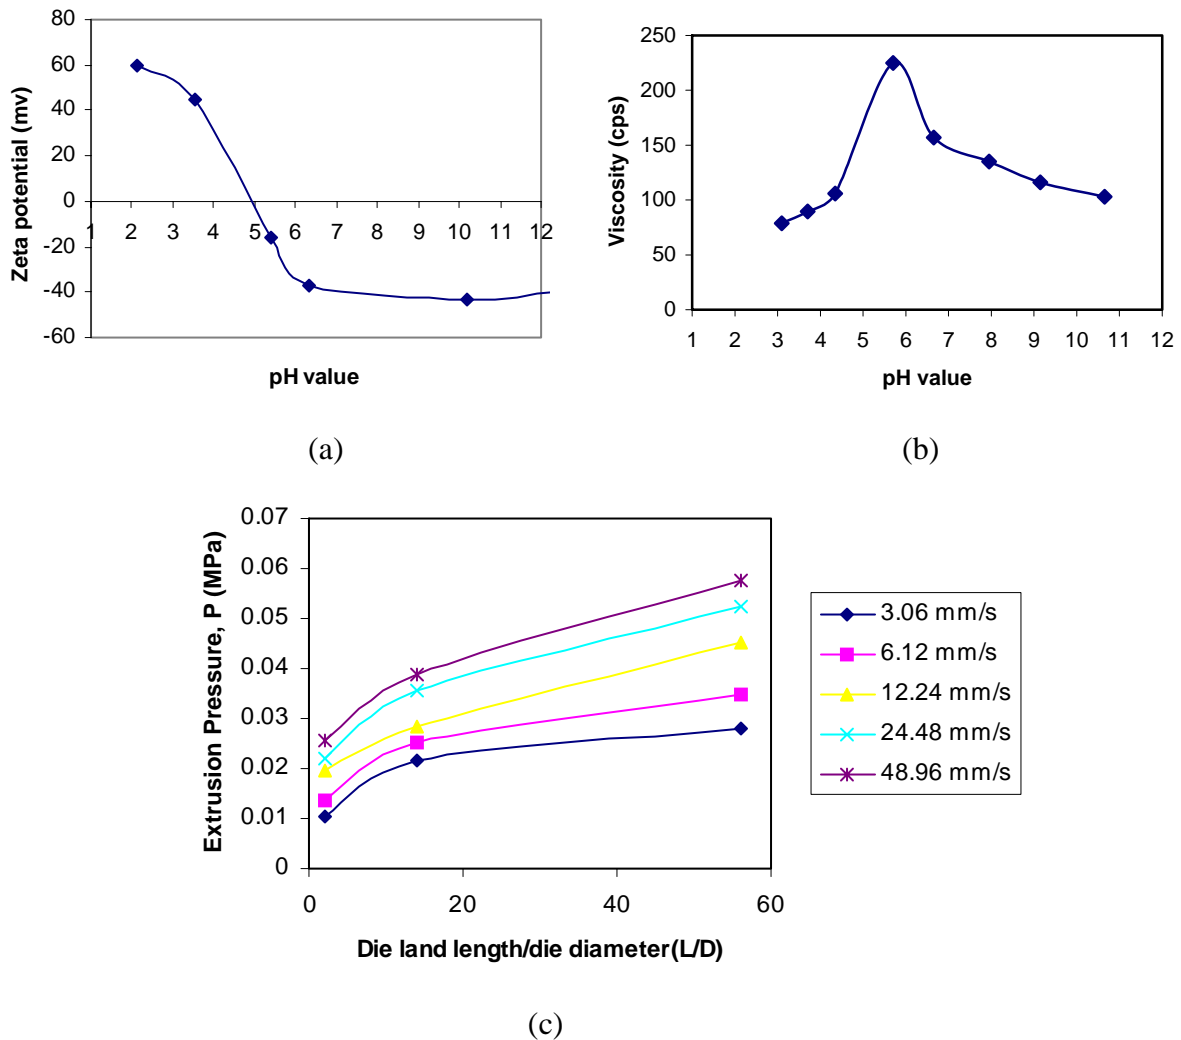 80
60
40
20
0
-20
-40
-60
1 2 3 4 5 6 7 8 9 10 11 12
Zeta potential (mv)
pH value
(a)
250
200
150
100
50
0
1 2 3 4 5 6 7 8 9 10 11 12
Viscosity (cps)
pH value
(b)
0.07
0.06
0.05
0.04
0.03
0.02
0.01
0
0 20 40 60
Extrusion Pressure, P (MPa)
Die land length/die diameter (L/D)
3.06 mm/s
6.12 mm/s
12.24 mm/s
24.48 mm/s
48.96 mm/s
(c)